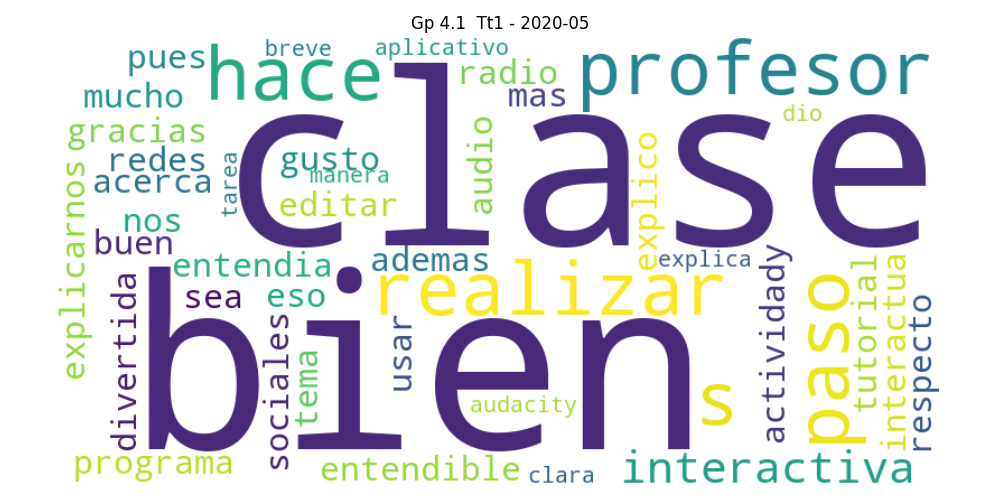 Gp 4.1  Tt1 - 2020-05
breve
aplicativo
pues
hace
profesor
radio
mucho
mas
clase
dio
gracias
audio
explico
redes
gusto
tarea
manera
acerca
explicarnos
editar
nos
buen
ademas
explica
entendia
realizar
actividady
sea
eso
bien
divertida
sociales
tema
usar
paso
tutorial
interactua
respecto
s
audacity
programa
entendible
clara
interactiva